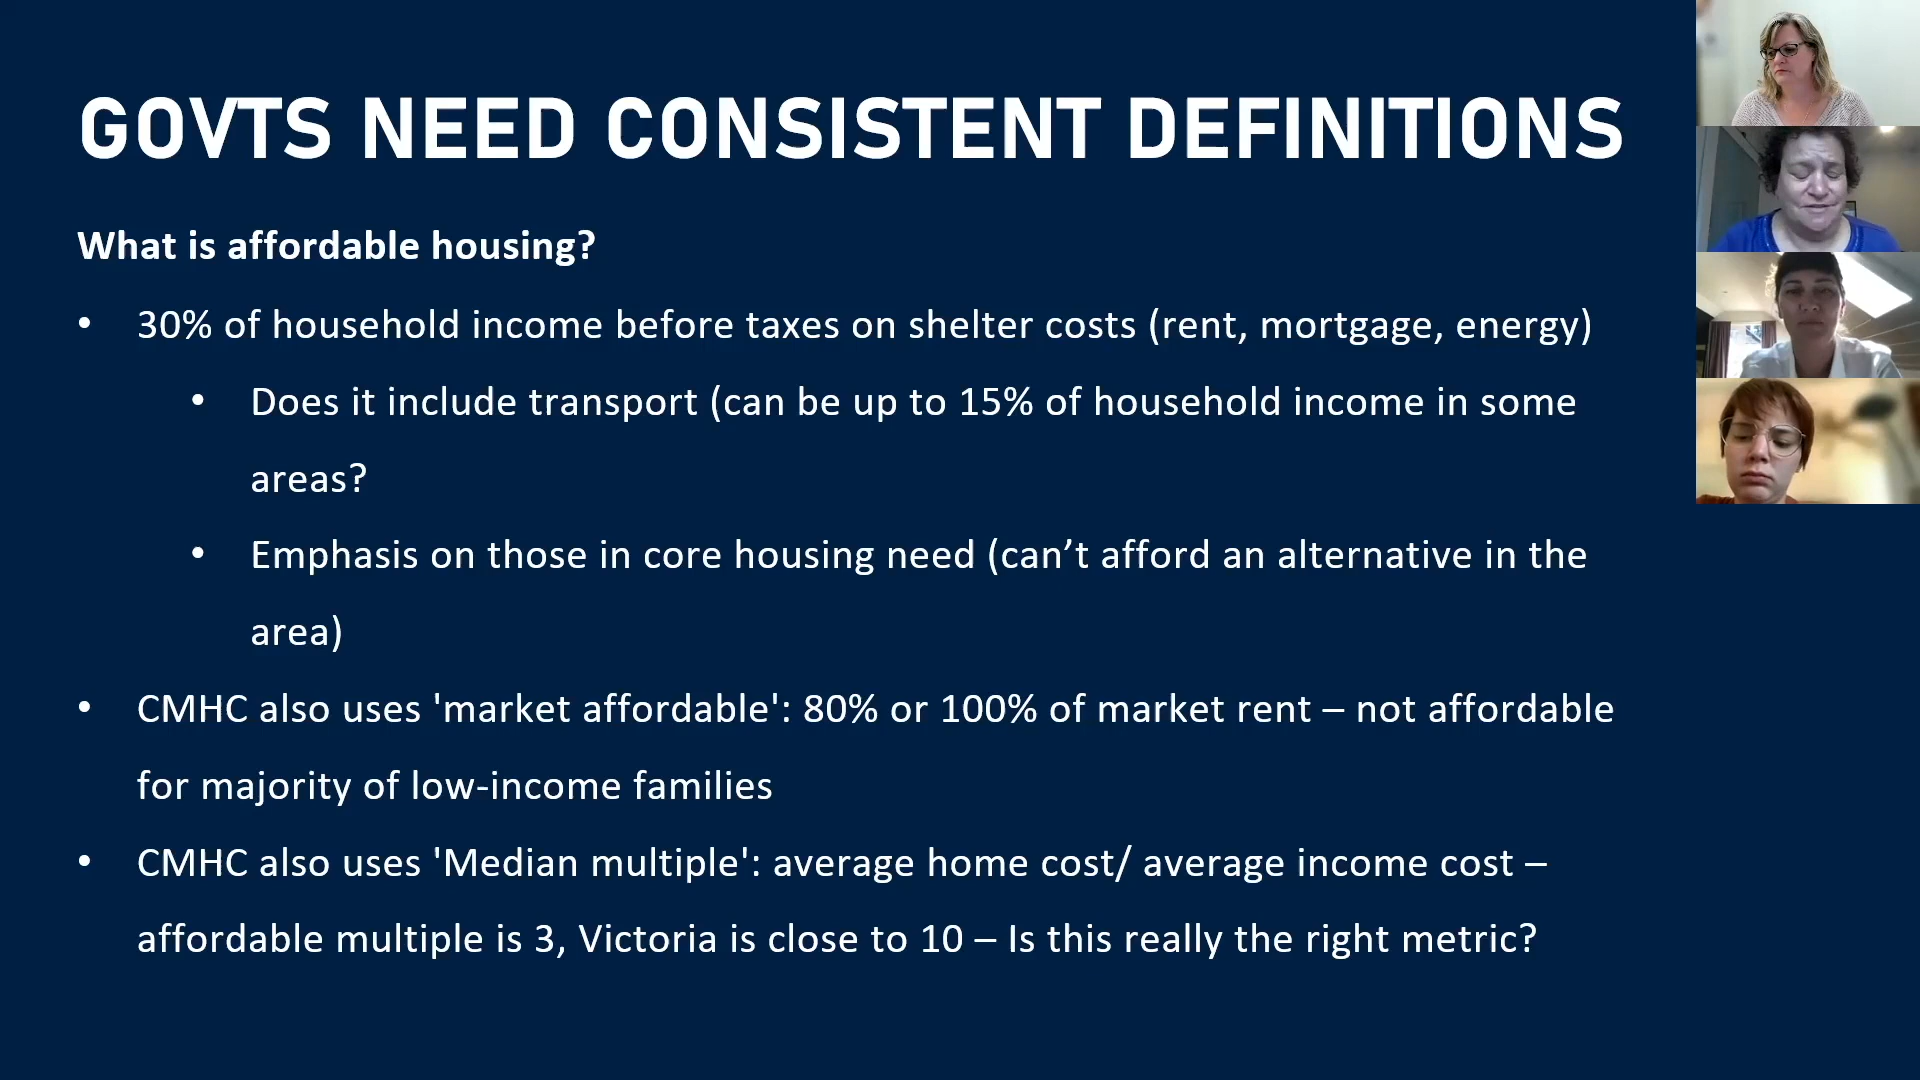 GOVTS NEED CONSISTENT DEFINITIONS
What is affordable housing?
• 30% of household income before taxes on shelter costs (rent, mortgage, energy)
• Does it include transport (can be up to 15% of household income in some
areas?
• Emphasis on those in core housing need (can’t afford an alternative in the
area)
• CMHC also uses 'market affordable': 80% or 100% of market rent – not affordable
for majority of low-income families
• CMHC also uses 'Median multiple': average home cost/ average income cost –
affordable multiple is 3, Victoria is close to 10 – Is this really the right metric?